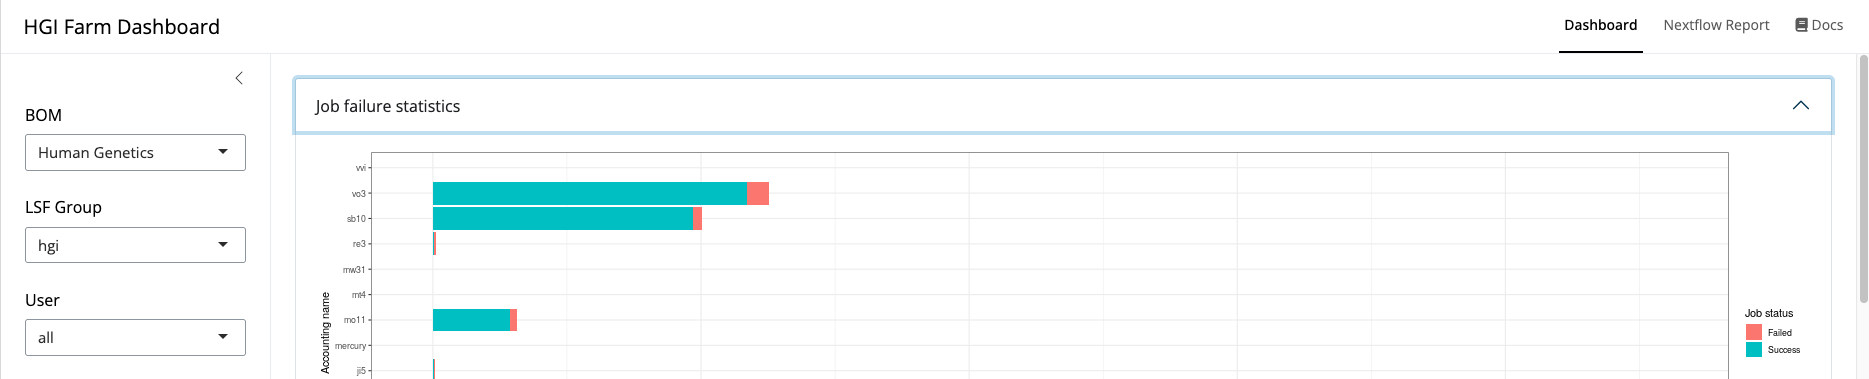 HGI Farm Dashboard
Dashboard
Nextflow Report
Docs
BOM
Human Genetics
LSF Group
hgi
User
all
Job failure statistics
Accounting name
vvi
vo3
sb10
re3
mw31
mt4
mo11
mercury
ji5
Job status
Failed
Success